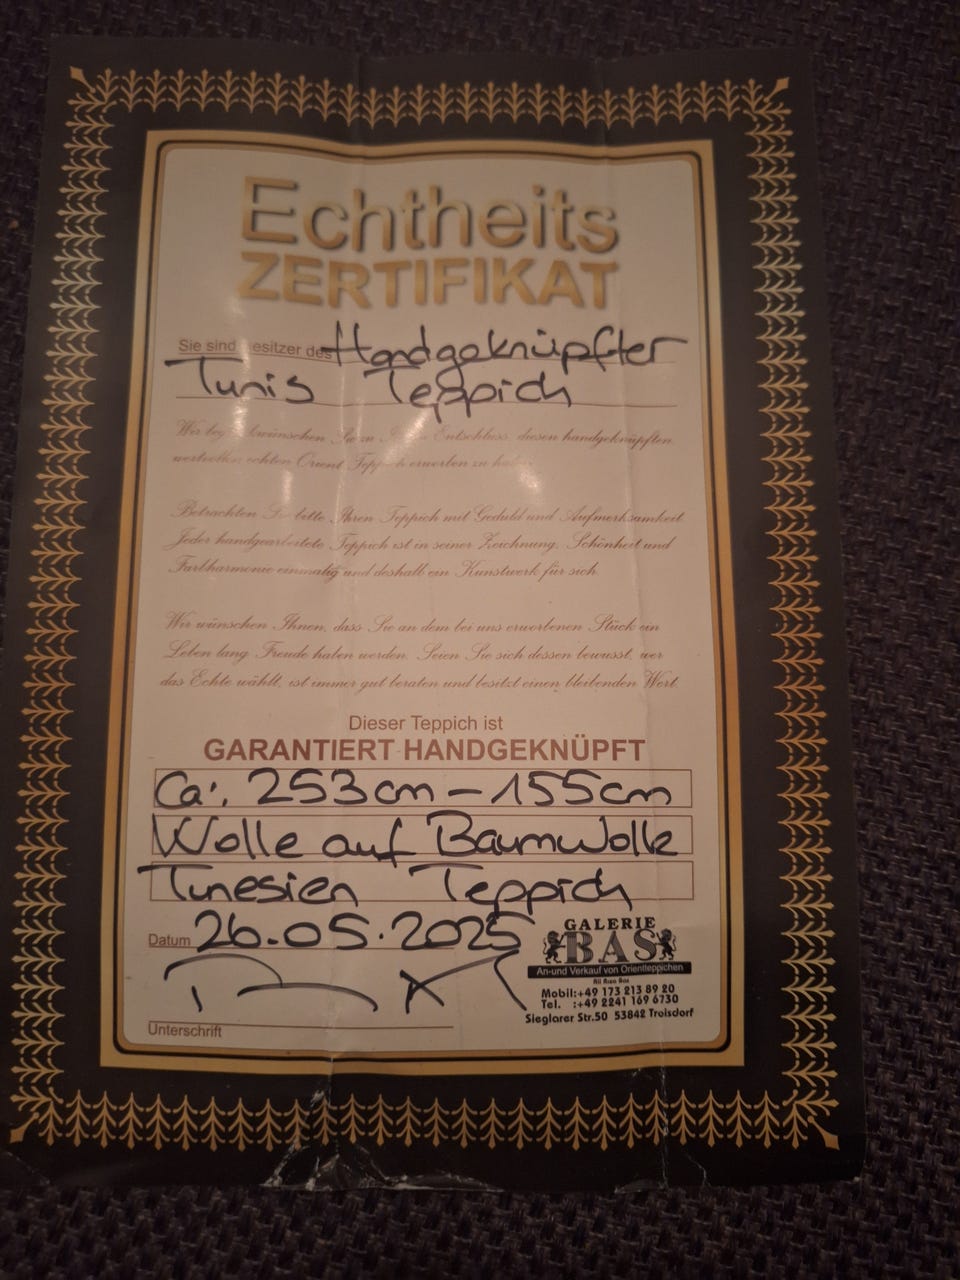 Echtheits
ZERTIFIKAT
Sie sind Besitzer des Handgeknüpfter
Tunis Teppich
Wir beglückwünschen Sie zu Entschluss, diesen handgeknüpften,
wertvollen echten Orient Teppich erworben zu haben.
Betrachten Sie bitte Ihren Teppich mit Geduld und Aufmerksamkeit.
Jeder handgearbeitete Teppich ist in seiner Zeichnung, Schönheit und
Farbharmonie einmalig und deshalb ein Kunstwerk für sich.
Wir wünschen Ihnen, dass Sie an dem bei uns erworbenen Stück ein
Leben lang Freude haben werden. Seien Sie sich dessen bewusst, wer
das Echte wählt, ist immer gut beraten und besitzt einen bleibenden Wert.
Dieser Teppich ist
GARANTIERT HANDGEKNÜPFT
Ca:. 253cm - 155cm
Wolle auf Baumwolle
Tunesien Teppich
Datum 26.05.2025
GALERIE
BAS
An-und Verkauf von Orientteppichen
Mobil:+49 173 213 89 20
Tel. :+49 2241 169 6730
Sieglarer Str.50 53842 Troisdorf
Unterschrift